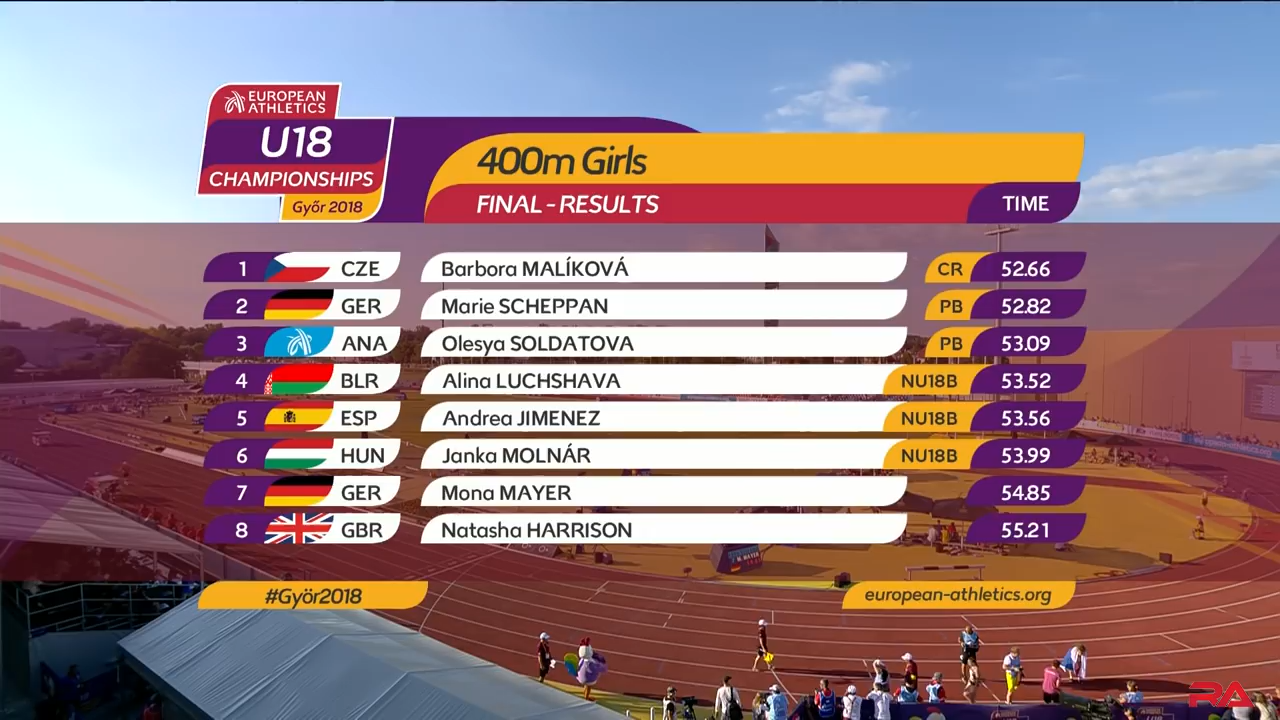 EUROPEAN
ATHLETICS
U18
CHAMPIONSHIPS
Győr 2018
400m Girls
FINAL - RESULTS TIME
1 CZE Barbora MALÍKOVÁ CR 52.66
2 GER Marie SCHEPPAN PB 52.82
3 ANA Olesya SOLDATOVA PB 53.09
4 BLR Alina LUCHSHAVA NU18B 53.52
5 ESP Andrea JIMENEZ NU18B 53.56
6 HUN Janka MOLNÁR NU18B 53.99
7 GER Mona MAYER 54.85
8 GBR Natasha HARRISON 55.21
#Győr2018 european-athletics.org
RA